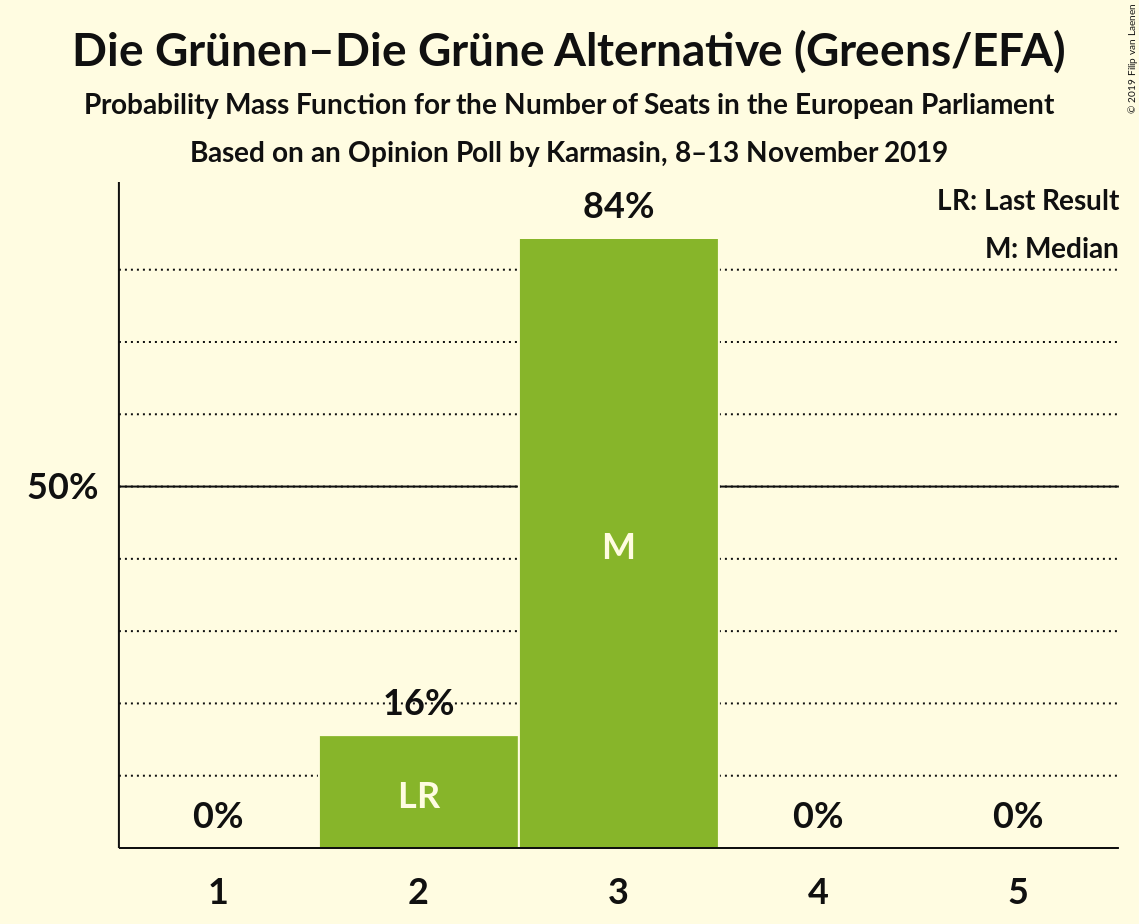 Die Grünen–Die Grüne Alternative (Greens/EFA)
Probability Mass Function for the Number of Seats in the European Parliament
Based on an Opinion Poll by Karmasin, 8–13 November 2019
© 2019 Filip van Laenen
LR: Last Result
M: Median
84%
50%
M
16%
LR
0%
0%
0%
1
2
3
4
5